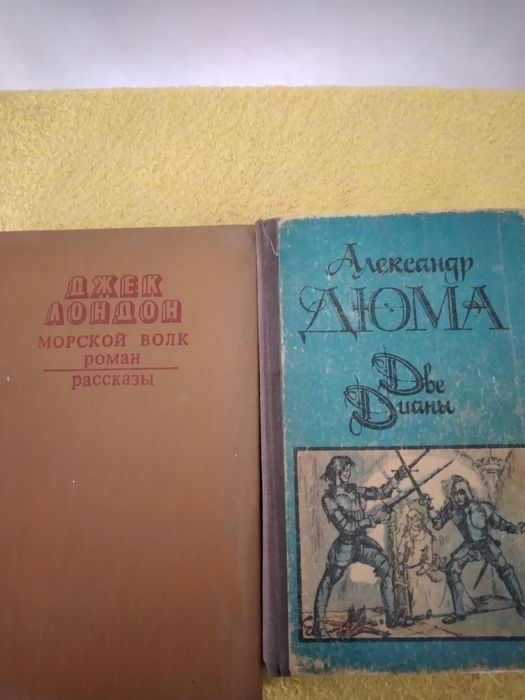 ДЖЕК
ЛОНДОН
МОРСКОЙ ВОЛК
роман
рассказы
Александр
ДЮМА
Две
Дианы